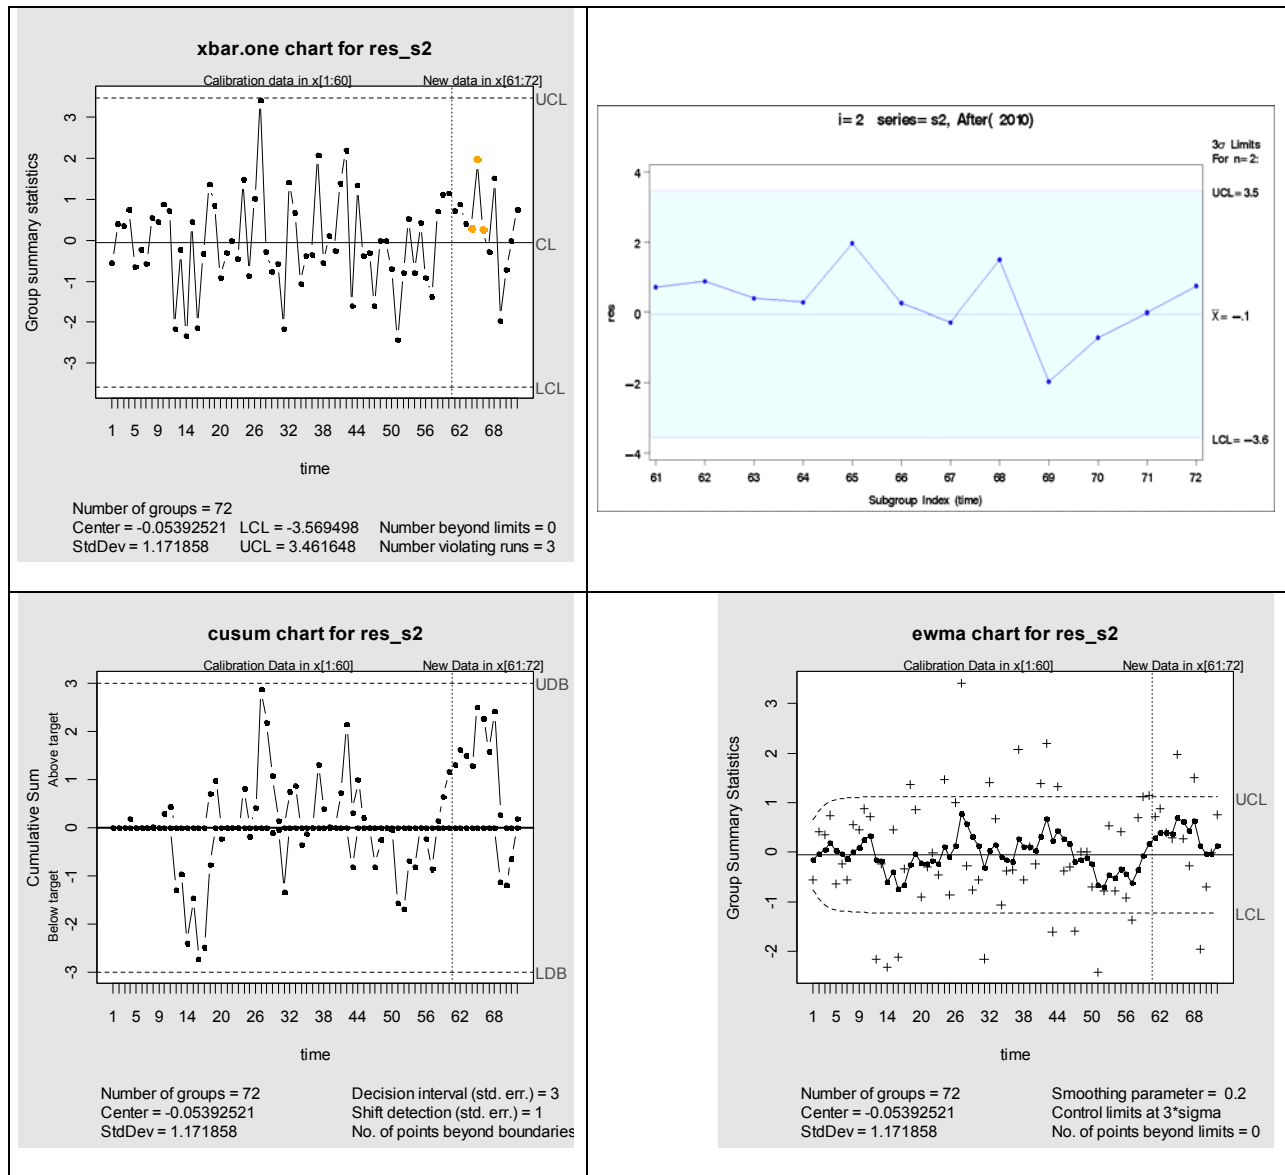 xbar.one chart for res_s2
Calibration data in x[1:60] New data in x[61:72]
UCL
CL
LCL
Group summary statistics
3
2
1
0
-1
-2
-3
1 5 9 14 20 26 32 38 44 50 56 62 68
time
Number of groups = 72
Center = -0.05392521 LCL = -3.569498 Number beyond limits = 0
StdDev = 1.171858 UCL = 3.461648 Number violating runs = 3
i= 2 series= s2, After( 2010)
3σ Limits
For n=2:
UCL=3.5
X̄= -.1
LCL= -3.6
res
4
2
0
-2
-4
61 62 63 64 65 66 67 68 69 70 71 72
Subgroup Index (time)
cusum chart for res_s2
Calibration Data in x[1:60] New Data in x[61:72]
UDB
LDB
Cumulative Sum
Above target
Below target
3
2
1
0
-1
-2
-3
1 5 9 14 20 26 32 38 44 50 56 62 68
time
Number of groups = 72 Decision interval (std. err.) = 3
Center = -0.05392521 Shift detection (std. err.) = 1
StdDev = 1.171858 No. of points beyond boundaries
ewma chart for res_s2
Calibration Data in x[1:60] New Data in x[61:72]
UCL
LCL
Group Summary Statistics
3
2
1
0
-1
-2
1 5 9 14 20 26 32 38 44 50 56 62 68
time
Number of groups = 72 Smoothing parameter = 0.2
Center = -0.05392521 Control limits at 3*sigma
StdDev = 1.171858 No. of points beyond limits = 0